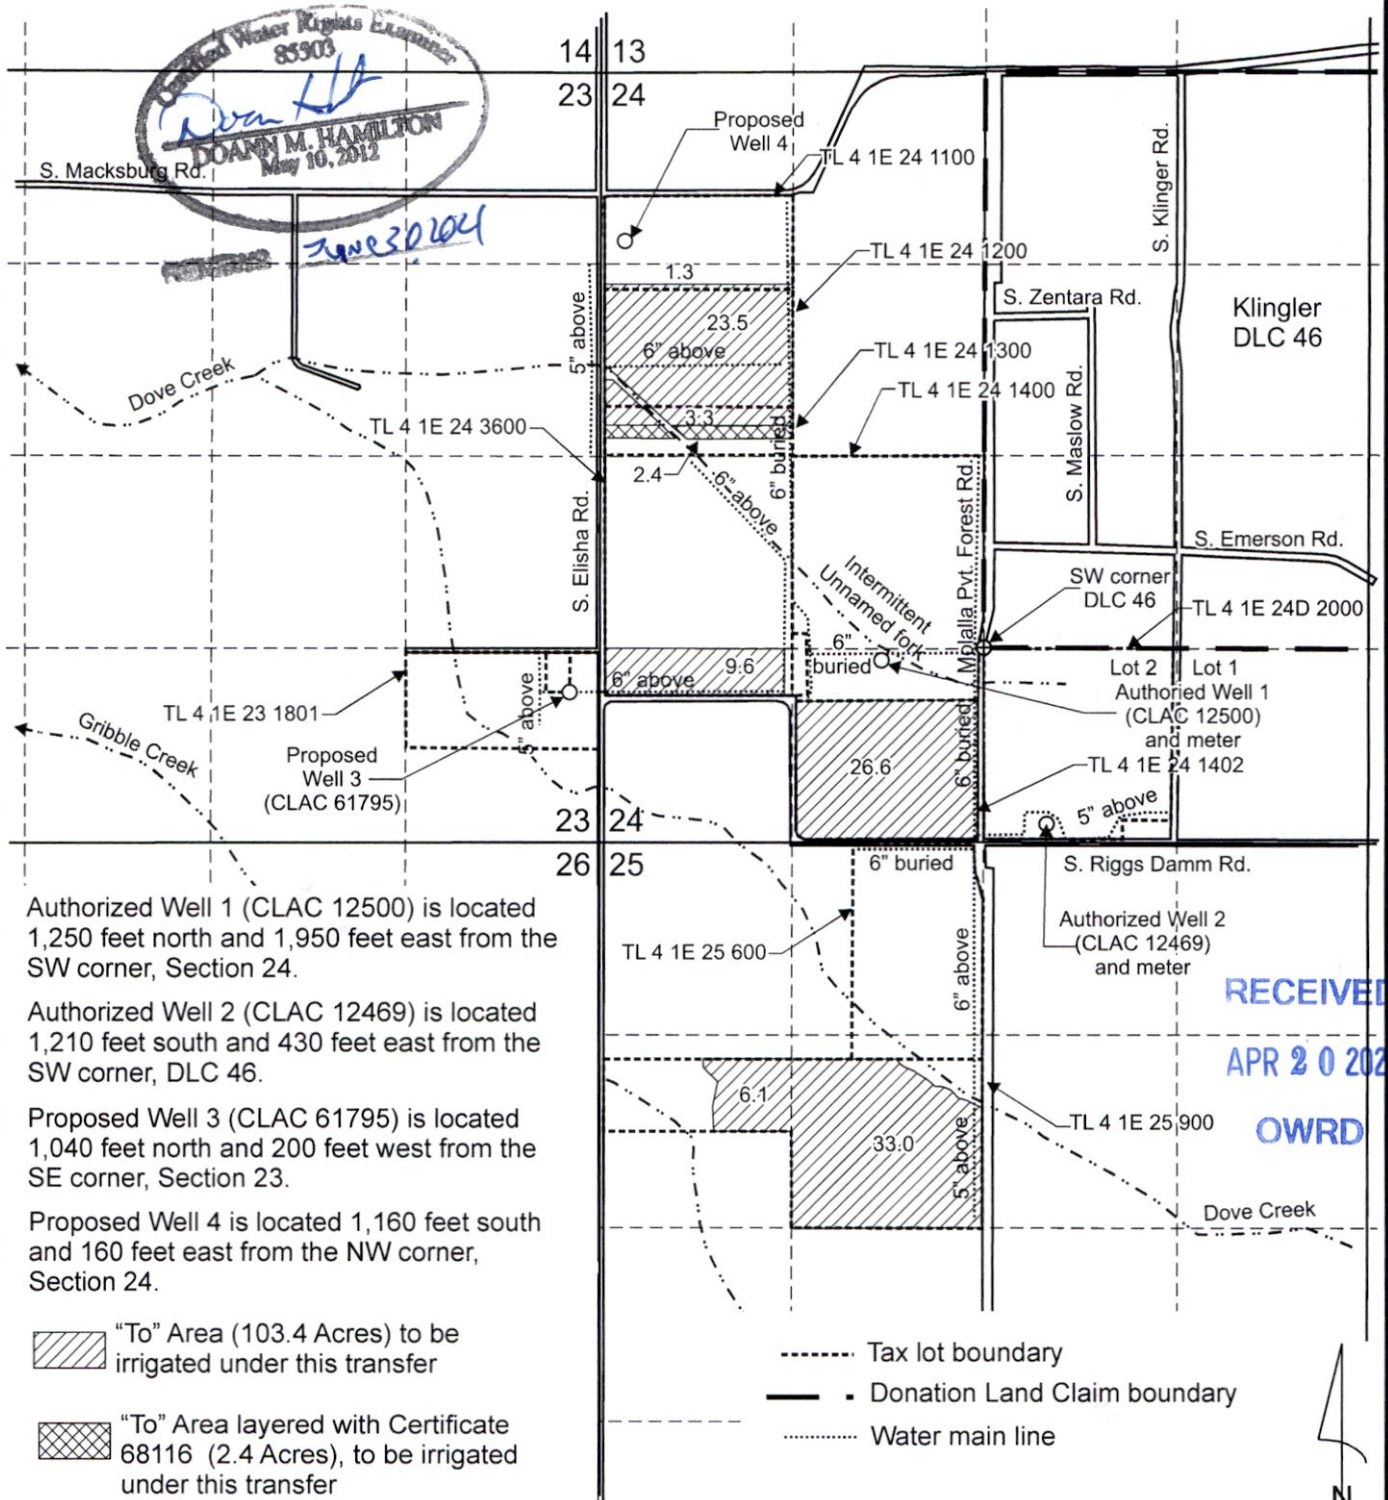 Certified Water Rights Examiner
85503
DOANN M. HAMILTON
May 10, 2012
June 30 2024
14 13
23 24
S. Macksburg Rd.
Proposed
Well 4
TL 4 1E 24 1100
S. Klinger Rd.
TL 4 1E 24 1200
1.3
S. Zentara Rd.
Klingler
DLC 46
5" above
23.5
6" above
TL 4 1E 24 1300
Dove Creek
TL 4 1E 24 1400
3.3
TL 4 1E 24 3600
6" buried
S. Maslow Rd.
2.4
6" above
S. Elisha Rd.
Molalla Pvt. Forest Rd.
S. Emerson Rd.
Intermittent
Unnamed fork
SW corner
DLC 46
TL 4 1E 24D 2000
6"
buried
9.6
6" above
Lot 2 Lot 1
Authoried Well 1
(CLAC 12500)
and meter
TL 4 1E 23 1801
5" above
Gribble Creek
Proposed
Well 3
(CLAC 61795)
26.6
6" buried
TL 4 1E 24 1402
5" above
23 24
26 25
6" buried
S. Riggs Damm Rd.
Authorized Well 1 (CLAC 12500) is located
1,250 feet north and 1,950 feet east from the
SW corner, Section 24.
TL 4 1E 25 600
6" above
Authorized Well 2
(CLAC 12469)
and meter
RECEIVED
APR 20 202
OWRD
Authorized Well 2 (CLAC 12469) is located
1,210 feet south and 430 feet east from the
SW corner, DLC 46.
6.1
33.0
5" above
TL 4 1E 25 900
Dove Creek
Proposed Well 3 (CLAC 61795) is located
1,040 feet north and 200 feet west from the
SE corner, Section 23.
Proposed Well 4 is located 1,160 feet south
and 160 feet east from the NW corner,
Section 24.
"To" Area (103.4 Acres) to be
irrigated under this transfer
"To" Area layered with Certificate
68116 (2.4 Acres), to be irrigated
under this transfer
Tax lot boundary
Donation Land Claim boundary
Water main line
N